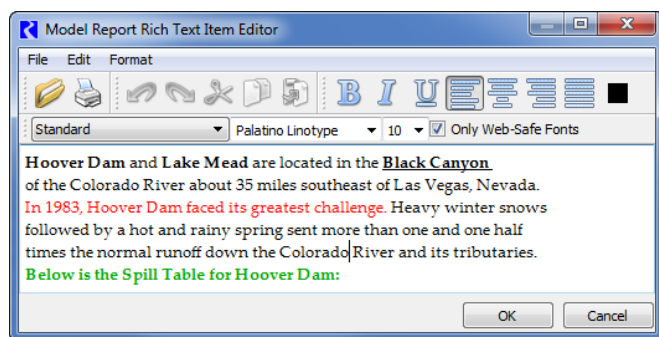 Model Report Rich Text Item Editor
File Edit Format
B I U
Standard Palatino Linotype 10 Only Web-Safe Fonts
Hoover Dam and Lake Mead are located in the Black Canyon
of the Colorado River about 35 miles southeast of Las Vegas, Nevada.
In 1983, Hoover Dam faced its greatest challenge. Heavy winter snows
followed by a hot and rainy spring sent more than one and one half
times the normal runoff down the Colorado River and its tributaries.
Below is the Spill Table for Hoover Dam:
OK Cancel